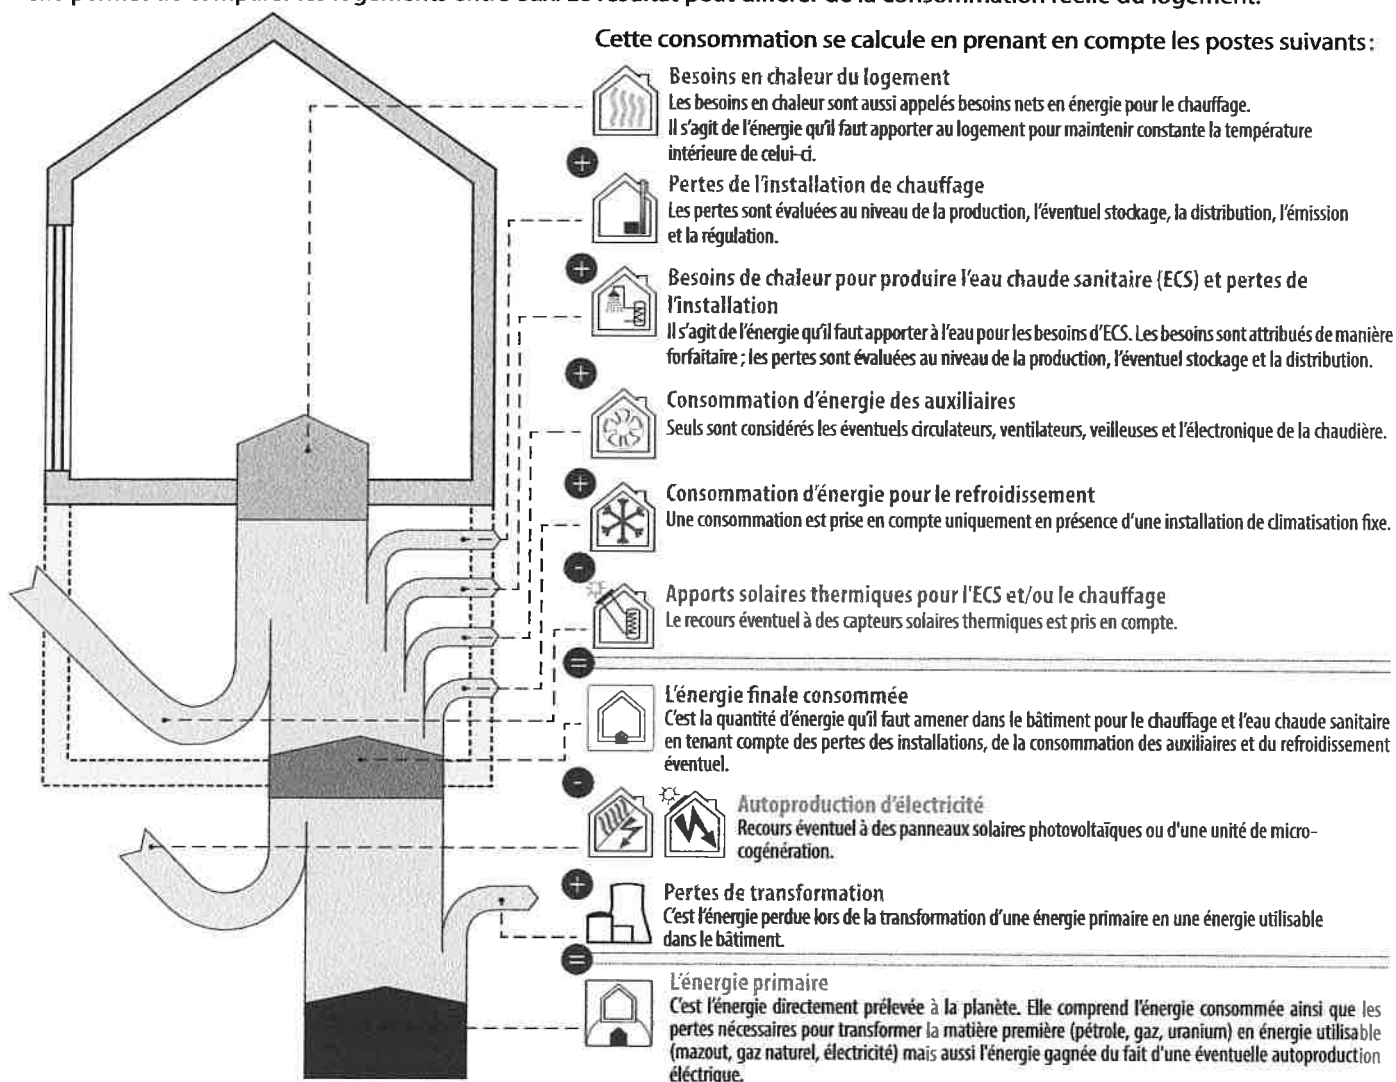 Cette consommation se calcule en prenant en compte les postes suivants :
Besoins en chaleur du logement
Les besoins en chaleur sont aussi appelés besoins nets en énergie pour le chauffage.
Il s'agit de l'énergie qu'il faut apporter au logement pour maintenir constante la température
intérieure de celui-ci.
+
Pertes de l'installation de chauffage
Les pertes sont évaluées au niveau de la production, l'éventuel stockage, la distribution, l'émission
et la régulation.
+
Besoins de chaleur pour produire l'eau chaude sanitaire (ECS) et pertes de
l'installation
Il s'agit de l'énergie qu'il faut apporter à l'eau pour les besoins d'ECS. Les besoins sont attribués de manière
forfaitaire ; les pertes sont évaluées au niveau de la production, l'éventuel stockage et la distribution.
+
Consommation d'énergie des auxiliaires
Seuls sont considérés les éventuels circulateurs, ventilateurs, veilleuses et l'électronique de la chaudière.
+
Consommation d'énergie pour le refroidissement
Une consommation est prise en compte uniquement en présence d'une installation de climatisation fixe.
-
Apports solaires thermiques pour l'ECS et/ou le chauffage
Le recours éventuel à des capteurs solaires thermiques est pris en compte.
=
L'énergie finale consommée
C'est la quantité d'énergie qu'il faut amener dans le bâtiment pour le chauffage et l'eau chaude sanitaire
en tenant compte des pertes des installations, de la consommation des auxiliaires et du refroidissement
éventuel.
-
Autoproduction d'électricité
Recours éventuel à des panneaux solaires photovoltaïques ou d'une unité de micro-
cogénération.
+
Pertes de transformation
C'est l'énergie perdue lors de la transformation d'une énergie primaire en une énergie utilisable
dans le bâtiment.
=
L'énergie primaire
C'est l'énergie directement prélevée à la planète. Elle comprend l'énergie consommée ainsi que les
pertes nécessaires pour transformer la matière première (pétrole, gaz, uranium) en énergie utilisable
(mazout, gaz naturel, électricité) mais aussi l'énergie gagnée du fait d'une éventuelle autoproduction
éléctrique.